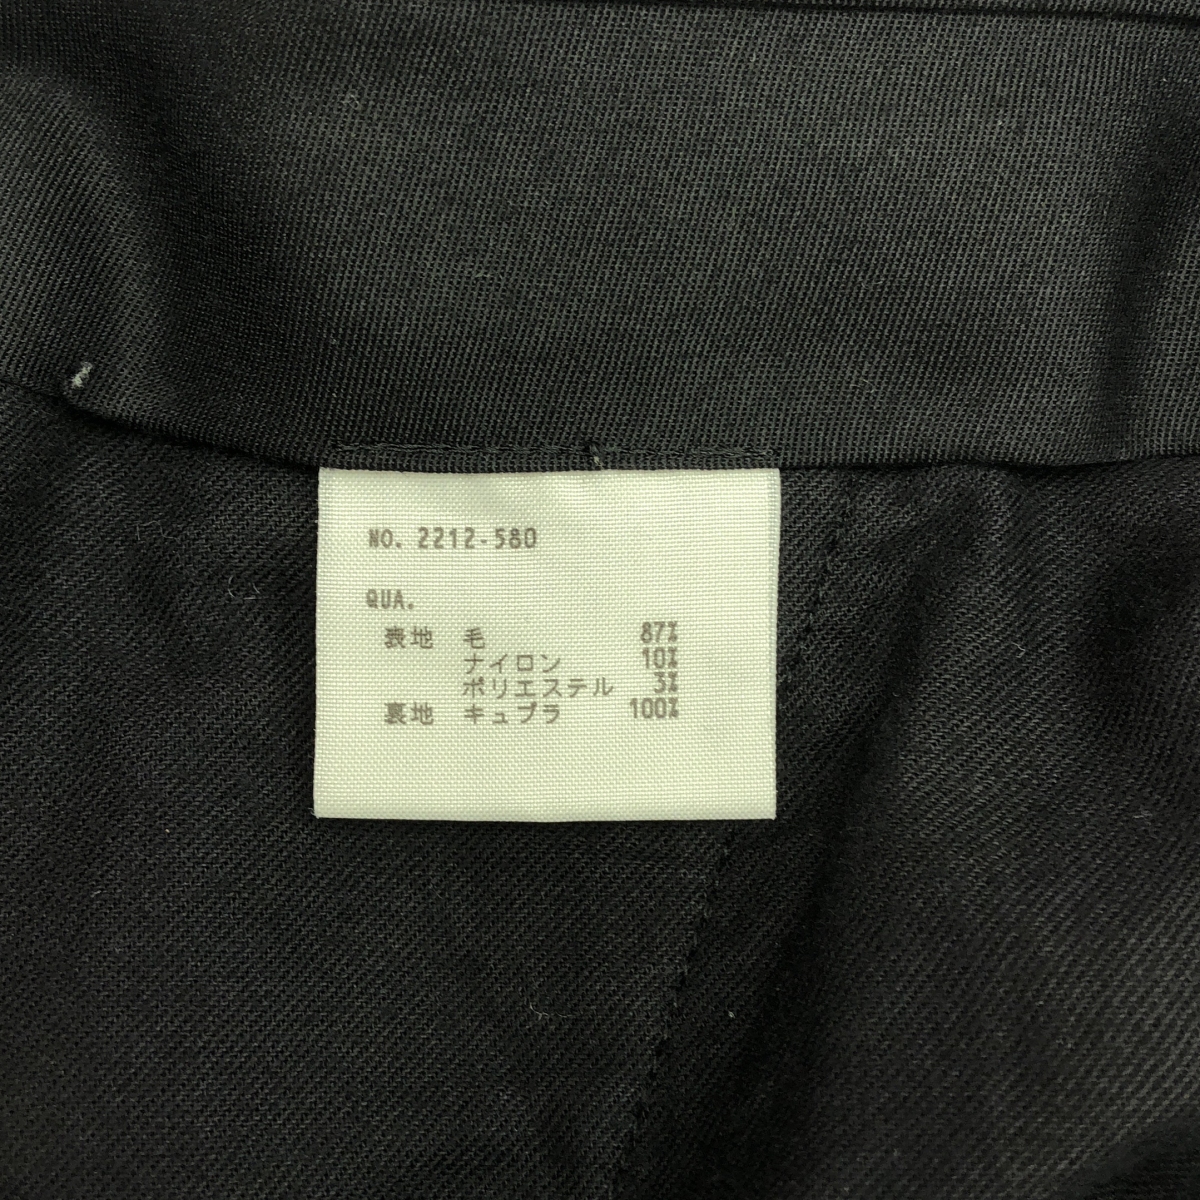 NO. 2212-580
QUA.
表地 毛 87%
ナイロン 10%
ポリエステル 3%
裏地 キュプラ 100%